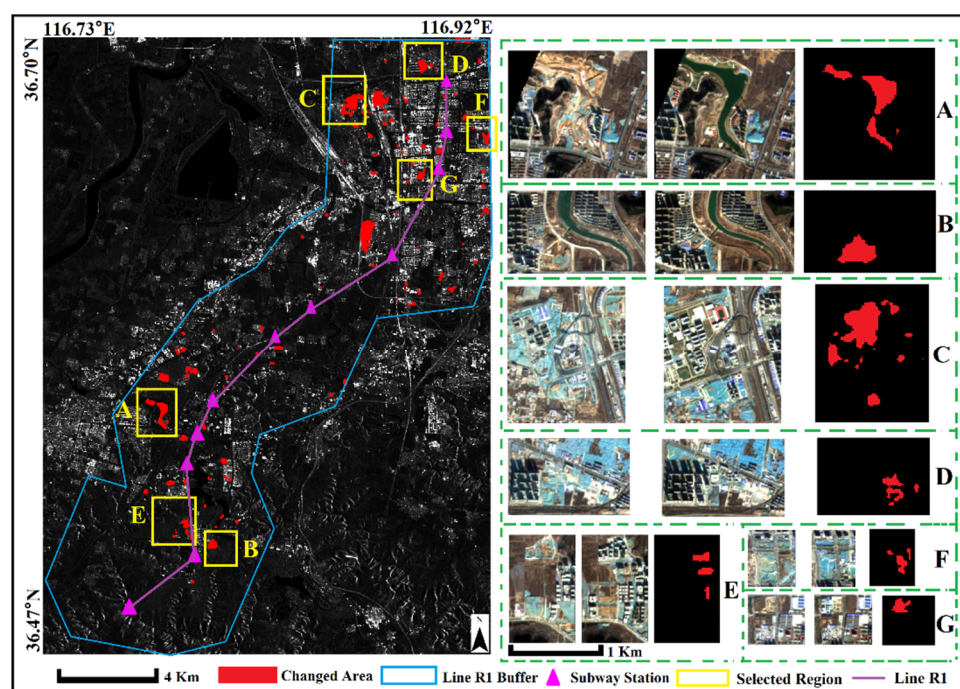 116.73°E
116.92°E
36.70°N
36.47°N
D
C
F
G
A
E
B
A
B
C
D
E
F
G
4 Km
1 Km
Changed Area
Line R1 Buffer
Subway Station
Selected Region
Line R1